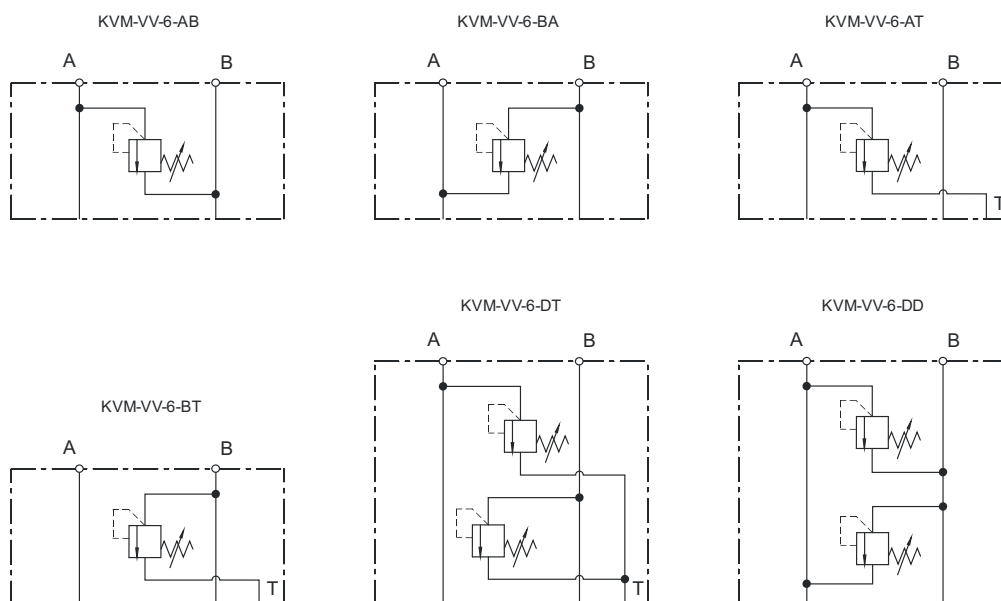 KVM-VV-6-AB
A B
KVM-VV-6-BA
A B
KVM-VV-6-AT
A B
T
KVM-VV-6-BT
A B
T
KVM-VV-6-DT
A B
T
KVM-VV-6-DD
A B